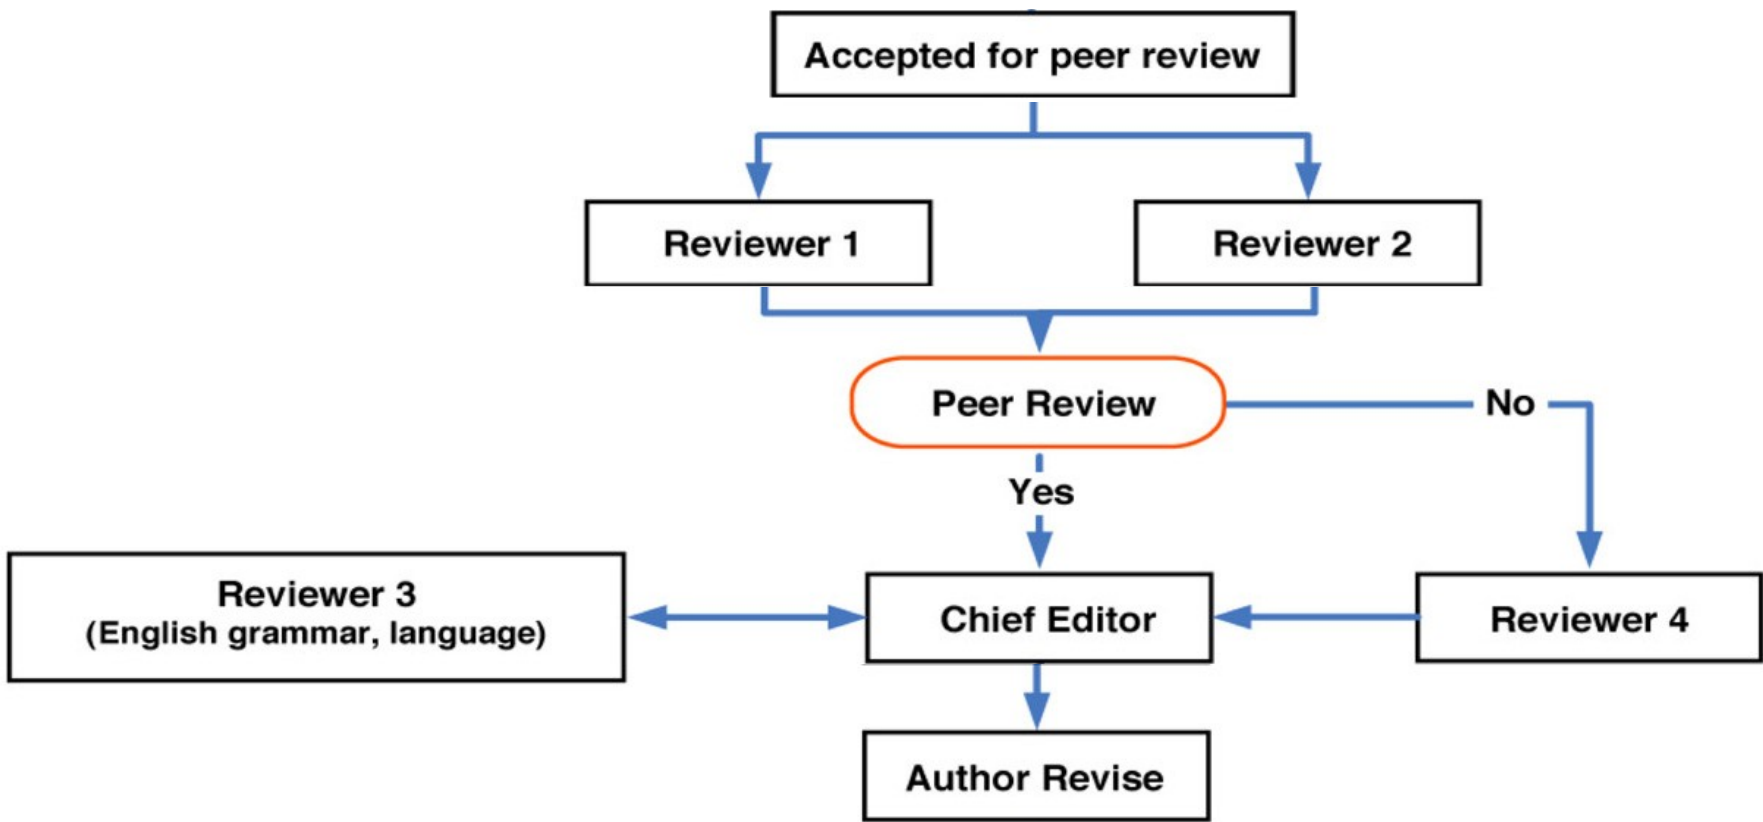 Accepted for peer review
Reviewer 1
Reviewer 2
Peer Review
No
Yes
Reviewer 3
(English grammar, language)
Chief Editor
Reviewer 4
Author Revise